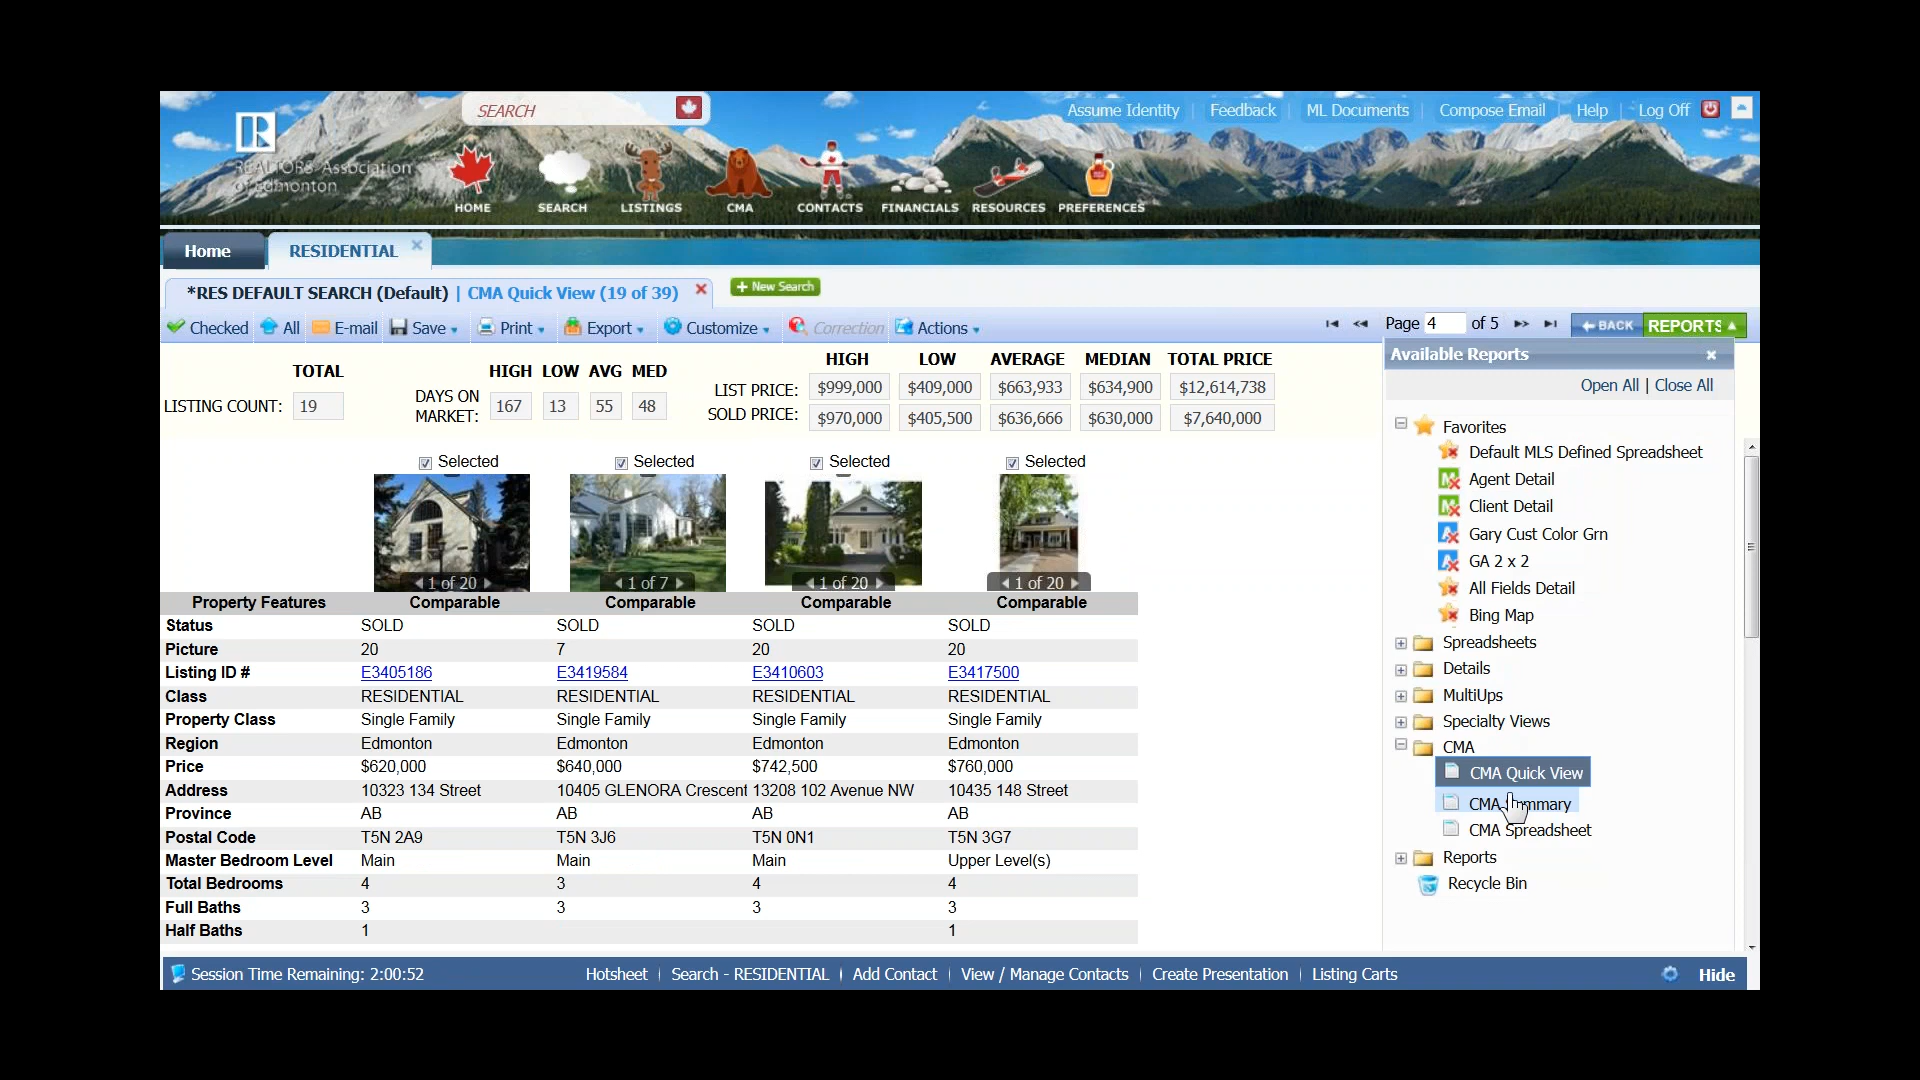 SEARCH
Assume Identity | Feedback | ML Documents | Compose Email | Help | Log Off
REALTORS® Association
of Edmonton
HOME SEARCH LISTINGS CMA CONTACTS FINANCIALS RESOURCES PREFERENCES
Home RESIDENTIAL
*RES DEFAULT SEARCH (Default) | CMA Quick View (19 of 39) + New Search
Checked All E-mail Save Print Export Customize Correction Actions Page 4 of 5 BACK REPORTS
Available Reports
Open All | Close All
HIGH LOW AVERAGE MEDIAN TOTAL PRICE
TOTAL HIGH LOW AVG MED
LIST PRICE: $999,000 $409,000 $663,933 $634,900 $12,614,738
LISTING COUNT: 19 DAYS ON MARKET: 167 13 55 48
SOLD PRICE: $970,000 $405,500 $636,666 $630,000 $7,640,000
Selected Selected Selected Selected
1 of 20 1 of 7 1 of 20 1 of 20
Property Features Comparable Comparable Comparable Comparable
Status SOLD SOLD SOLD SOLD
Picture 20 7 20 20
Listing ID # E3405186 E3419584 E3410603 E3417500
Class RESIDENTIAL RESIDENTIAL RESIDENTIAL RESIDENTIAL
Property Class Single Family Single Family Single Family Single Family
Region Edmonton Edmonton Edmonton Edmonton
Price $620,000 $640,000 $742,500 $760,000
Address 10323 134 Street 10405 GLENORA Crescent 13208 102 Avenue NW 10435 148 Street
Province AB AB AB AB
Postal Code T5N 2A9 T5N 3J6 T5N 0N1 T5N 3G7
Master Bedroom Level Main Main Main Upper Level(s)
Total Bedrooms 4 3 4 4
Full Baths 3 3 3 3
Half Baths 1 1
Favorites
Default MLS Defined Spreadsheet
Agent Detail
Client Detail
Gary Cust Color Grn
GA 2 x 2
All Fields Detail
Bing Map
Spreadsheets
Details
MultiUps
Specialty Views
CMA
CMA Quick View
CMA Summary
CMA Spreadsheet
Reports
Recycle Bin
Session Time Remaining: 2:00:52 Hotsheet | Search - RESIDENTIAL | Add Contact | View / Manage Contacts | Create Presentation | Listing Carts Hide